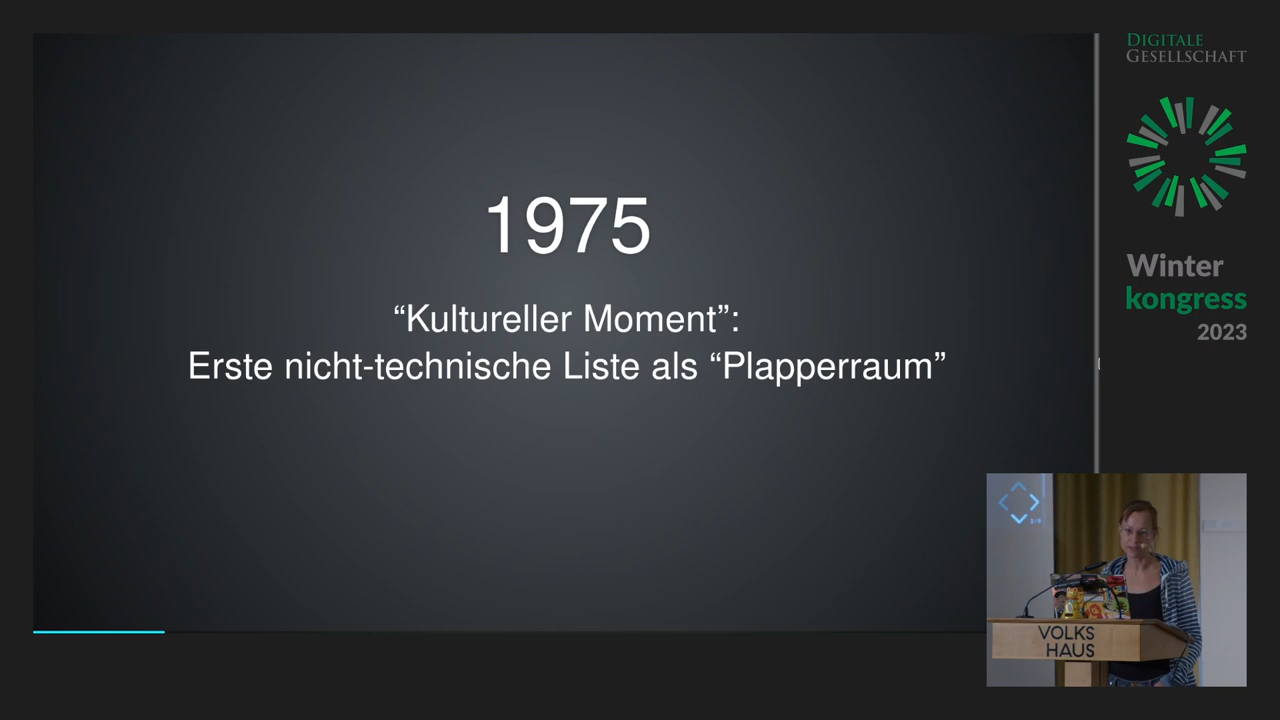 1975
“Kultureller Moment”:
Erste nicht-technische Liste als “Plapperraum”
DIGITALE
GESELLSCHAFT
Winter
kongress
2023
VOLKS
HAUS